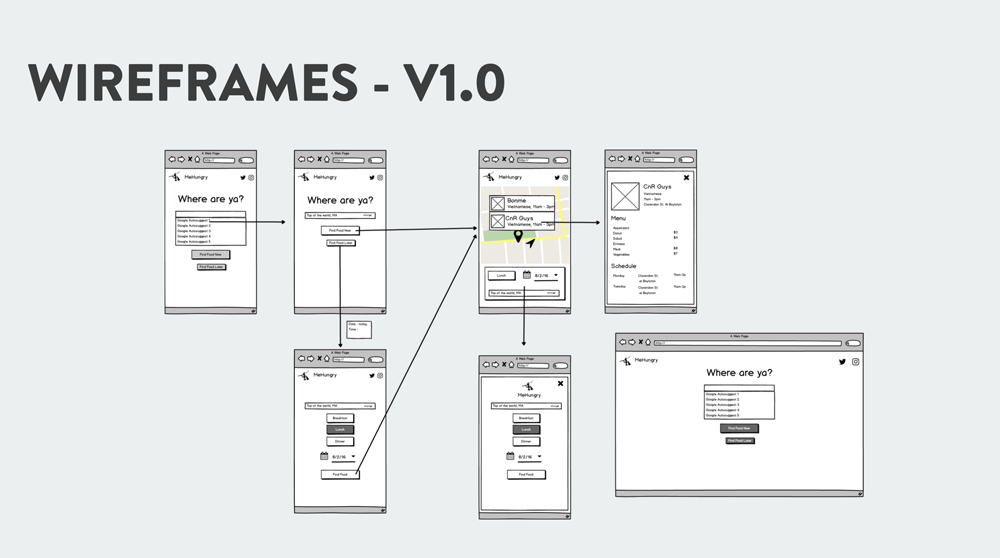 WIREFRAMES - V1.0
A Web Page
http://
MeHungry
Where are ya?
Google Autosuggest 1
Google Autosuggest 2
Google Autosuggest 3
Google Autosuggest 4
Google Autosuggest 5
Find Food Now
Find Food Later
A Web Page
http://
MeHungry
Where are ya?
Top of the world, MA
change
Find Food Now
Find Food Later
A Web Page
http://
MeHungry
Bonme
Vietnamese, 11am - 3pm
CnR Guys
Vietnamese, 11am - 3pm
Lunch
8/2/16
Top of the world, MA
change
A Web Page
http://
CnR Guys
Vietnamese
11am - 3pm
Clarendon St. At Boylston
Menu
Appetizers
Donut $3
Salad $4
Entrees
Meat $6
Vegetables $7
Schedule
Monday Clarendon St. 11am-3p
at Boylston
Tuesday Clarendon St. 11am-3p
at Boylston
Date - today
Time -
A Web Page
http://
MeHungry
Top of the world, MA
change
Breakfast
Lunch
Dinner
8/2/16
Find Food
A Web Page
http://
MeHungry
Top of the world, MA
change
Breakfast
Lunch
Dinner
8/2/16
Find Food
A Web Page
http://
MeHungry
Where are ya?
Google Autosuggest 1
Google Autosuggest 2
Google Autosuggest 3
Google Autosuggest 4
Google Autosuggest 5
Find Food Now
Find Food Later